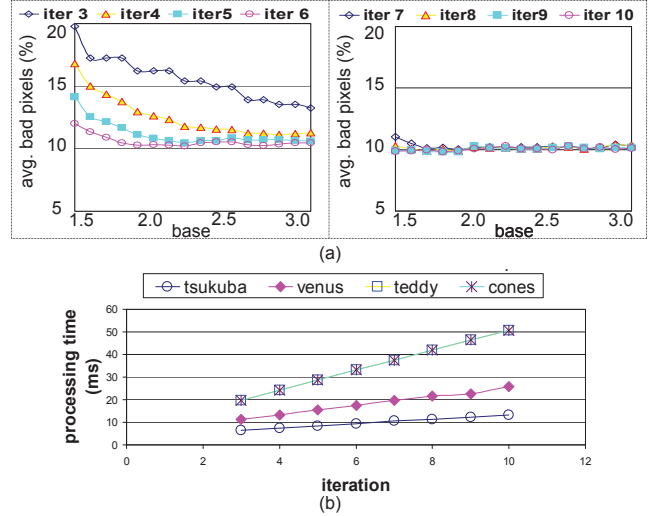 iter 3 iter4 iter5 iter 6
20
15
10
5
avg. bad pixels (%)
1.5 2.0 2.5 3.0
base
iter 7 iter8 iter9 iter 10
20
15
10
5
avg. bad pixels (%)
1.5 2.0 2.5 3.0
base
(a)
tsukuba venus teddy cones
60
50
40
30
20
10
0
processing time
(ms)
0 2 4 6 8 10 12
iteration
(b)